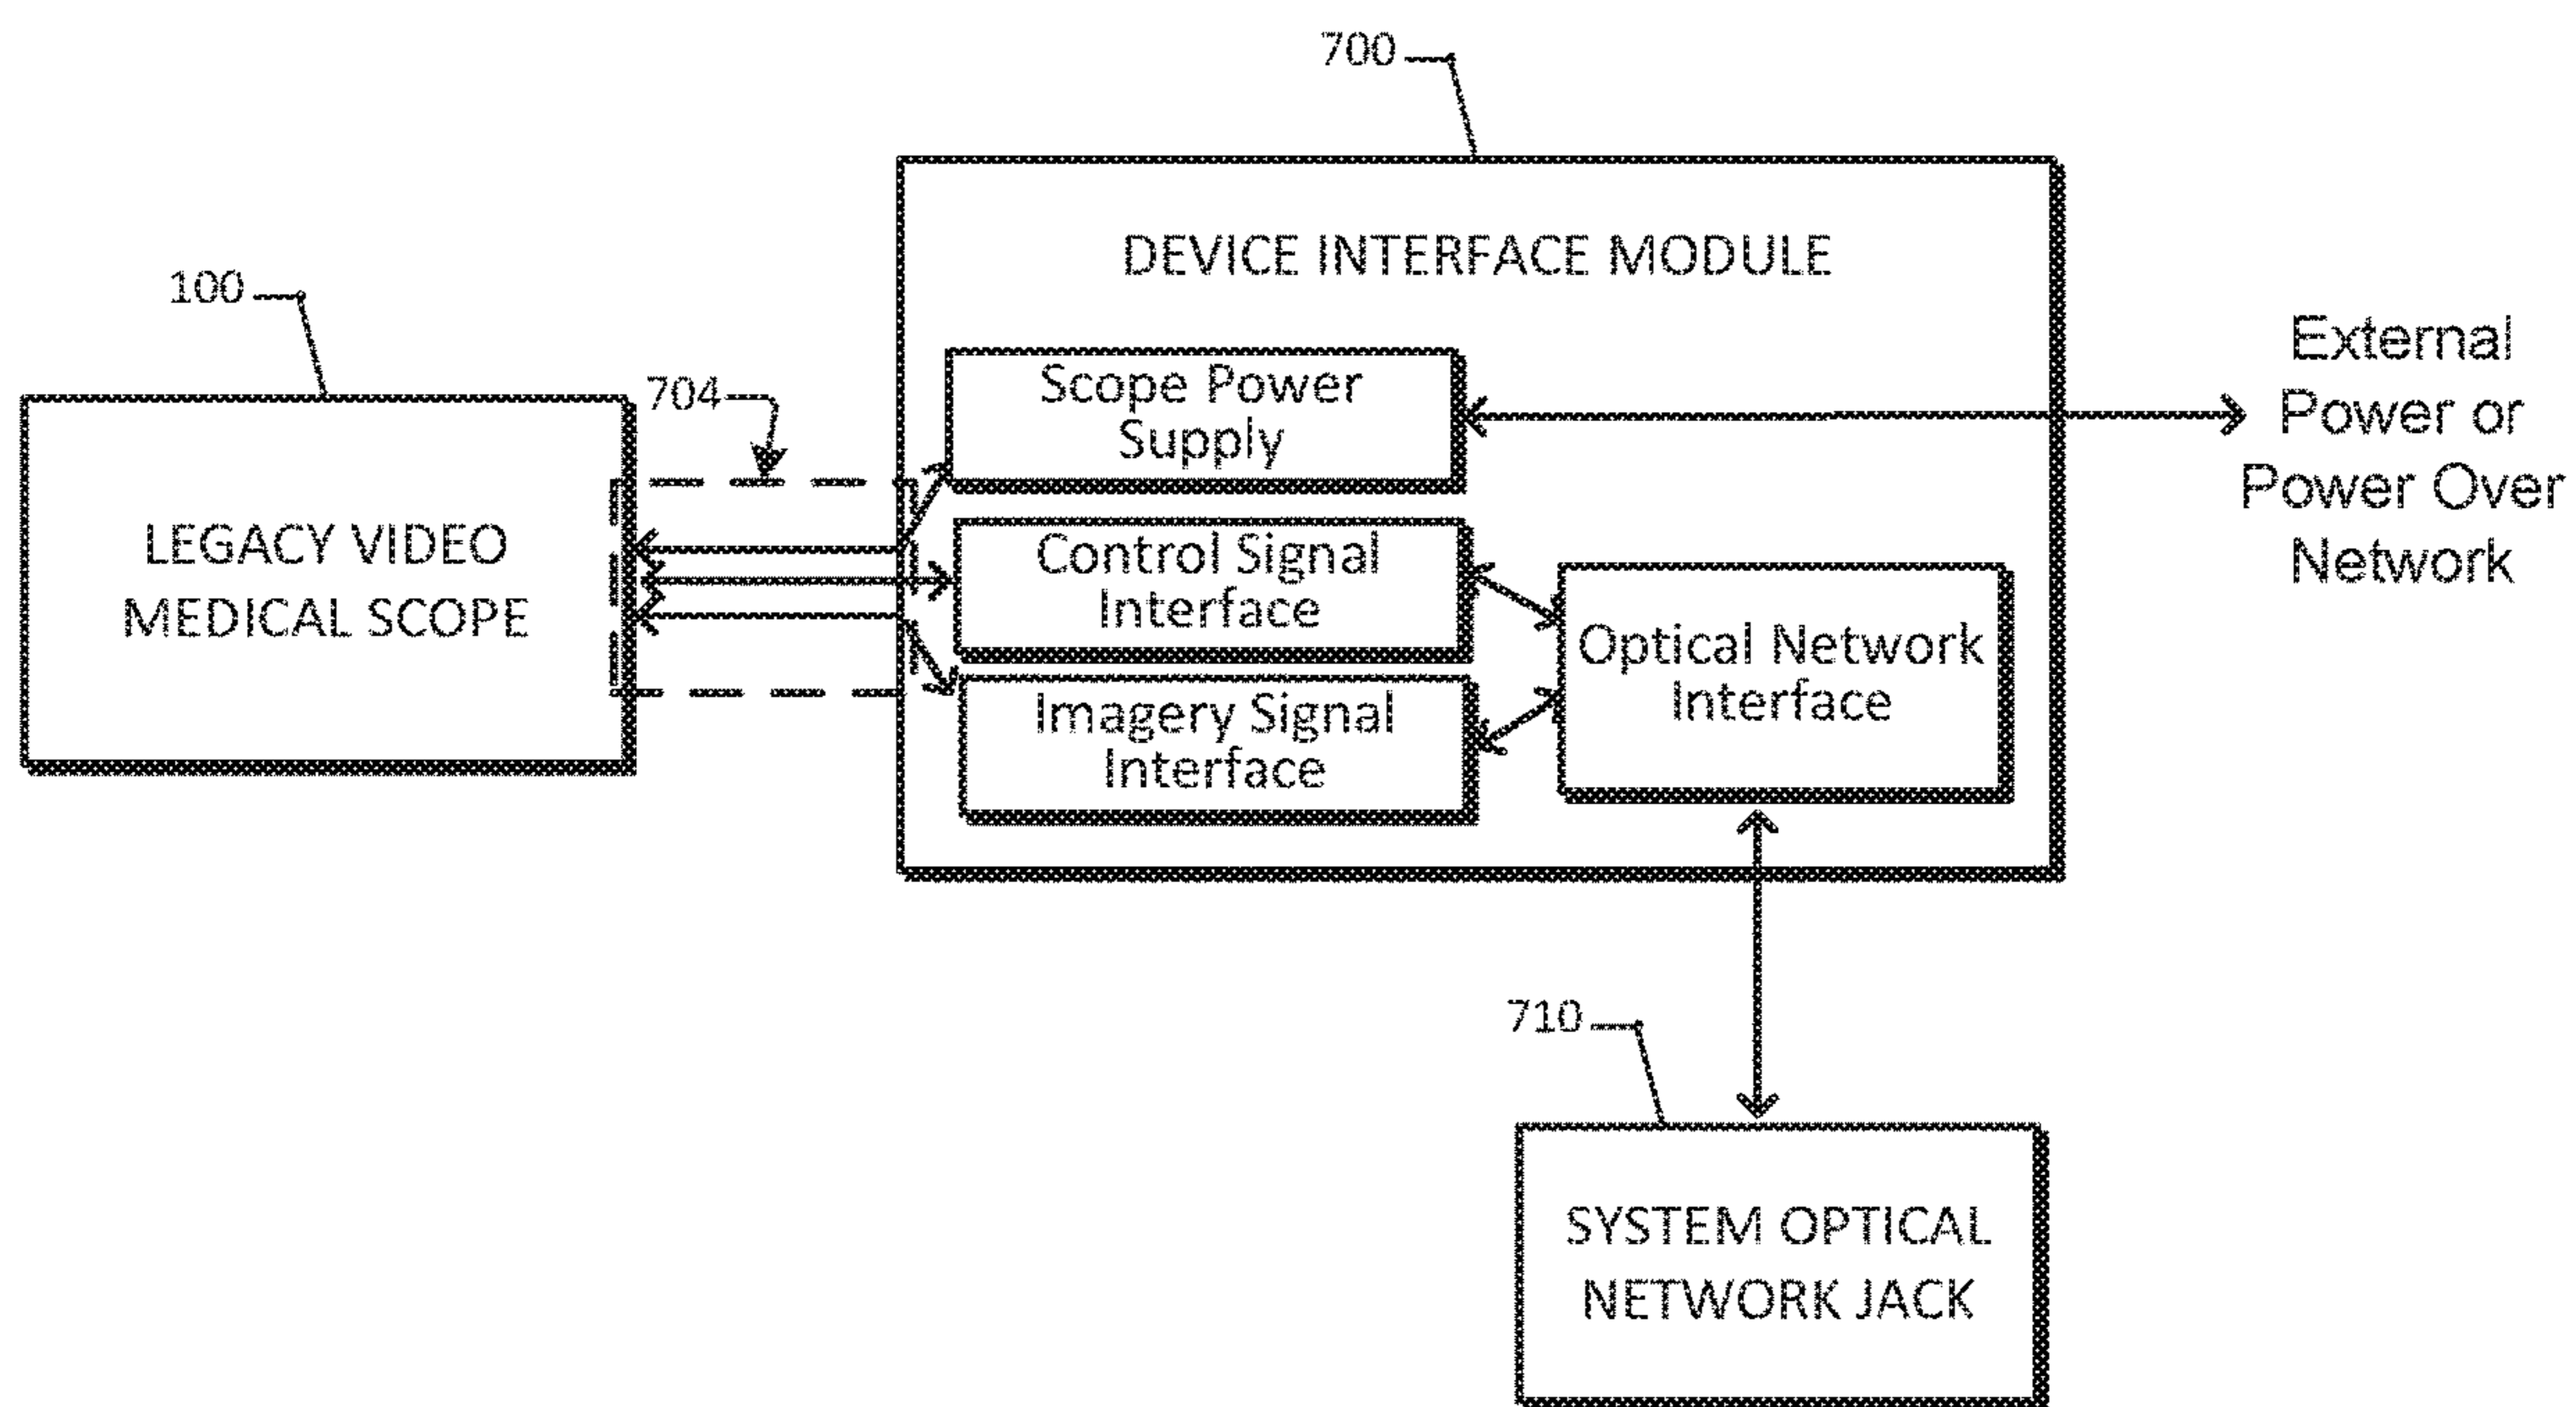 700
DEVICE INTERFACE MODULE
100
External
Power or
Power Over
Network
704
Scope Power
Supply
LEGACY VIDEO
MEDICAL SCOPE
Control Signal
Interface
Optical Network
Interface
Imagery Signal
Interface
710
SYSTEM OPTICAL
NETWORK JACK